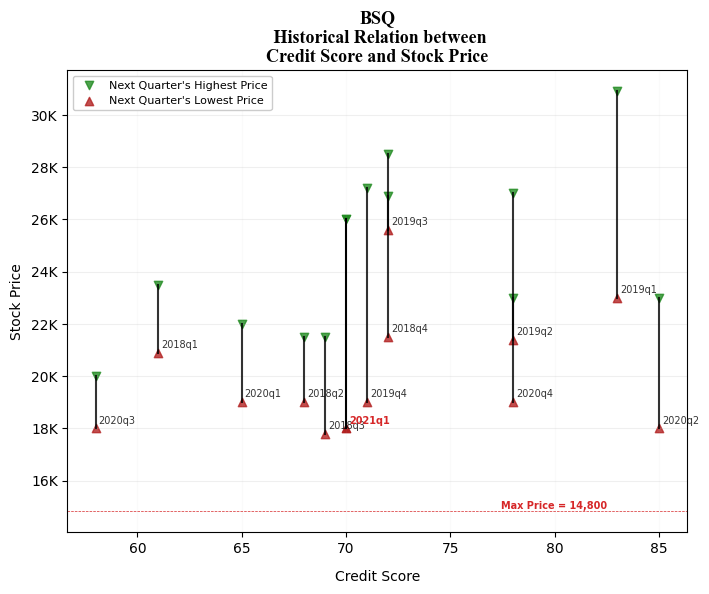 BSQ
Historical Relation between
Credit Score and Stock Price
Next Quarter's Highest Price
Next Quarter's Lowest Price
30K
28K
26K
24K
22K
20K
18K
16K
Stock Price
2019q3
2019q1
2018q4
2019q2
2018q1
2020q1
2018q2
2019q4
2020q4
2020q3
2018q3
2021q1
2020q2
Max Price = 14,800
60
65
70
75
80
85
Credit Score